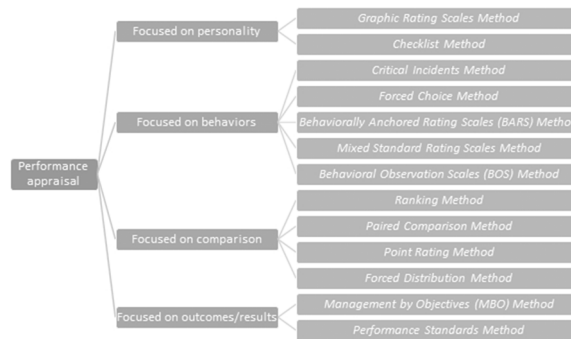 Performance
appraisal
Focused on personality
Graphic Rating Scales Method
Checklist Method
Focused on behaviors
Critical Incidents Method
Forced Choice Method
Behaviorally Anchored Rating Scales (BARS) Metho
Mixed Standard Rating Scales Method
Behavioral Observation Scales (BOS) Method
Focused on comparison
Ranking Method
Paired Comparison Method
Point Rating Method
Forced Distribution Method
Focused on outcomes/results
Management by Objectives (MBO) Method
Performance Standards Method